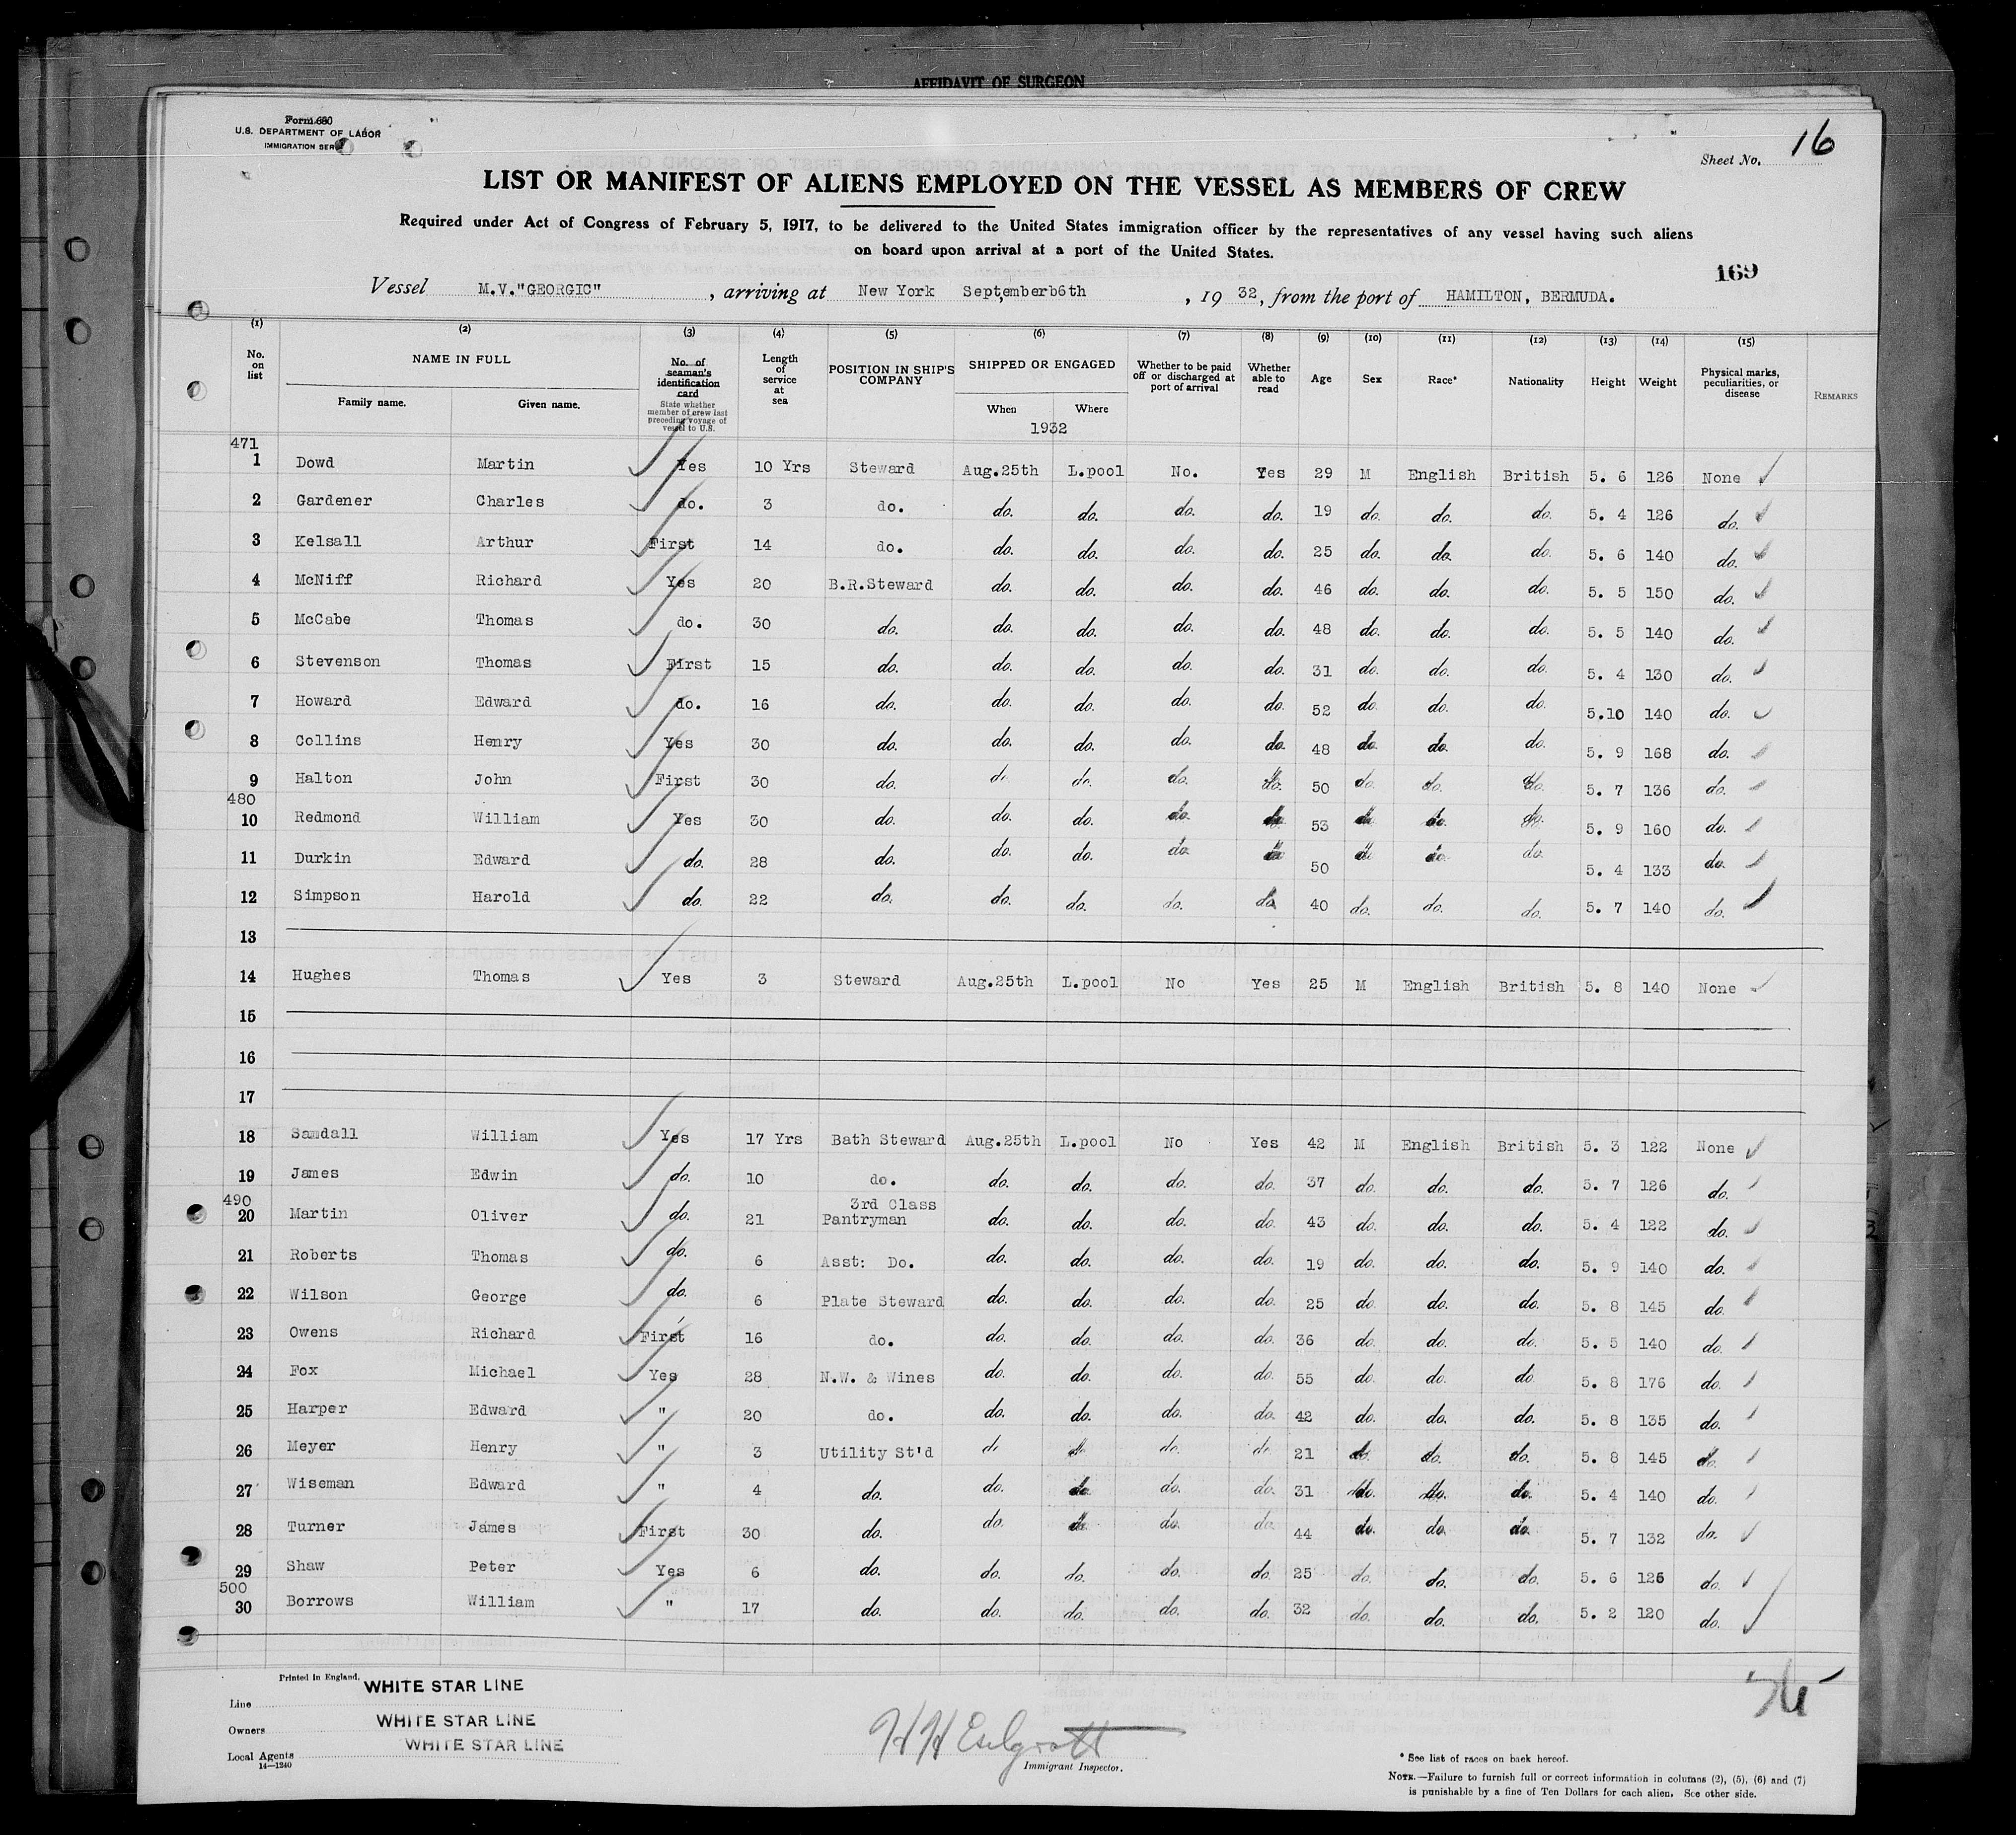 AFFIDAVIT OF SURGEON
Form 680
U.S. DEPARTMENT OF LABOR
IMMIGRATION SER
Sheet No. 16
LIST OR MANIFEST OF ALIENS EMPLOYED ON THE VESSEL AS MEMBERS OF CREW
Required under Act of Congress of February 5, 1917, to be delivered to the United States immigration officer by the representatives of any vessel having such aliens
on board upon arrival at a port of the United States.
169
Vessel M.V."GEORGIC", arriving at New York September 6th, 1932, from the port of HAMILTON, BERMUDA.
(1) (2) (3) (4) (5) (6) (7) (8) (9) (10) (11) (12) (13) (14) (15)
No. on list NAME IN FULL Family name. Given name. No. of seaman's identification card State whether member of crew last preceding voyage of vessel to U.S. Length of service at sea POSITION IN SHIP'S COMPANY SHIPPED OR ENGAGED When Where 1932 Whether to be paid off or discharged at port of arrival Whether able to read Age Sex Race* Nationality Height Weight Physical marks, peculiarities, or disease REMARKS
471
1 Dowd Martin Yes 10 Yrs Steward Aug.25th L.pool No. Yes 29 M English British 5. 6 126 None
2 Gardener Charles do. 3 do. do. do. do. do. 19 do. do. do. 5. 4 126 do.
3 Kelsall Arthur First 14 do. do. do. do. do. 25 do. do. do. 5. 6 140 do.
4 McNiff Richard Yes 20 B.R.Steward do. do. do. do. 46 do. do. do. 5. 5 150 do.
5 McCabe Thomas do. 30 do. do. do. do. do. 48 do. do. do. 5. 5 140 do.
6 Stevenson Thomas First 15 do. do. do. do. do. 31 do. do. do. 5. 4 130 do.
7 Howard Edward do. 16 do. do. do. do. do. 52 do. do. do. 5.10 140 do.
8 Collins Henry Yes 30 do. do. do. do. do. 48 do. do. do. 5. 9 168 do.
9 Halton John First 30 do. do. do. do. do. 50 do. do. do. 5. 7 136 do.
480
10 Redmond William Yes 30 do. do. do. do. do. 53 do. do. do. 5. 9 160 do.
11 Durkin Edward do. 28 do. do. do. do. do. 50 do. do. do. 5. 4 133 do.
12 Simpson Harold do. 22 do. do. do. do. do. 40 do. do. do. 5. 7 140 do.
13
14 Hughes Thomas Yes 3 Steward Aug.25th L.pool No Yes 25 M English British 5. 8 140 None
15
16
17
18 Samdall William Yes 17 Yrs Bath Steward Aug.25th L.pool No Yes 42 M English British 5. 3 122 None
19 James Edwin do. 10 do. do. do. do. do. 37 do. do. do. 5. 7 126 do.
490
20 Martin Oliver do. 21 3rd Class Pantryman do. do. do. do. 43 do. do. do. 5. 4 122 do.
21 Roberts Thomas do. 6 Asst: Do. do. do. do. do. 19 do. do. do. 5. 9 140 do.
22 Wilson George do. 6 Plate Steward do. do. do. do. 25 do. do. do. 5. 8 145 do.
23 Owens Richard First 16 do. do. do. do. do. 36 do. do. do. 5. 5 140 do.
24 Fox Michael Yes 28 N.W. & Wines do. do. do. do. 55 do. do. do 5. 8 176 do.
25 Harper Edward " 20 do. do. do. do. do. 42 do. do. do. 5. 8 135 do.
26 Meyer Henry " 3 Utility St'd do. do. do. do. 21 do. do. do. 5. 8 145 do.
27 Wiseman Edward " 4 do. do. do. do. do. 31 do. do. do. 5. 4 140 do.
28 Turner James First 30 do. do. do. do. do. 44 do. do. do. 5. 7 132 do.
29 Shaw Peter Yes 6 do. do. do. do. do. 25 do. do. do. 5. 6 126 do.
500
30 Borrows William " 17 do. do. do. do. do. 32 do. do. do. 5. 2 120 do.
Printed in England.
Line WHITE STAR LINE
Owners WHITE STAR LINE
Local Agents WHITE STAR LINE
14—1240
Immigrant Inspector.
* See list of races on back hereof.
NOTE.—Failure to furnish full or correct information in columns (2), (5), (6) and (7)
is punishable by a fine of Ten Dollars for each alien. See other side.